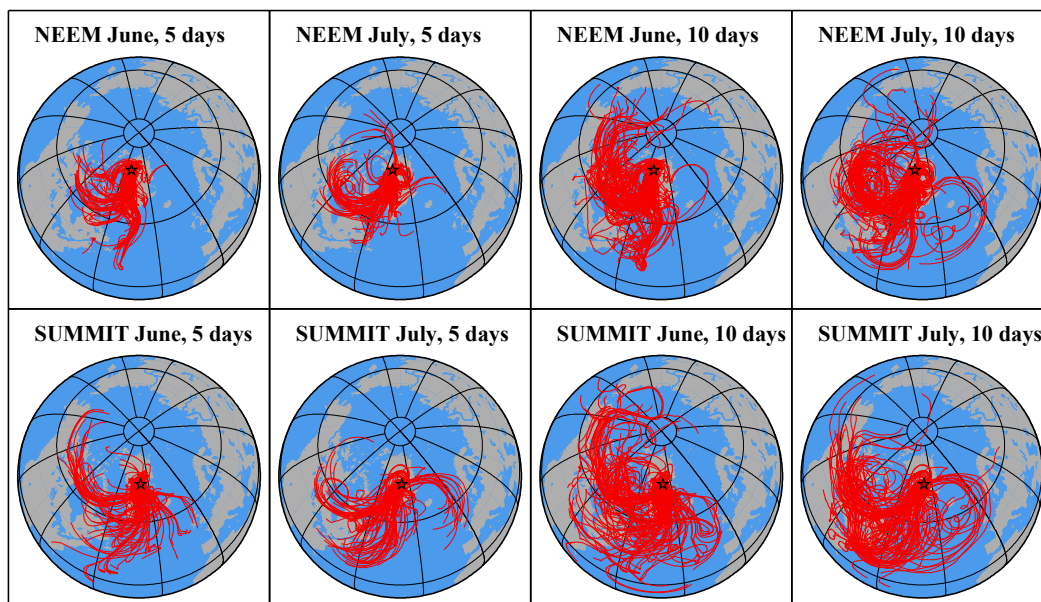 NEEM June, 5 days
NEEM July, 5 days
NEEM June, 10 days
NEEM July, 10 days
SUMMIT June, 5 days
SUMMIT July, 5 days
SUMMIT June, 10 days
SUMMIT July, 10 days